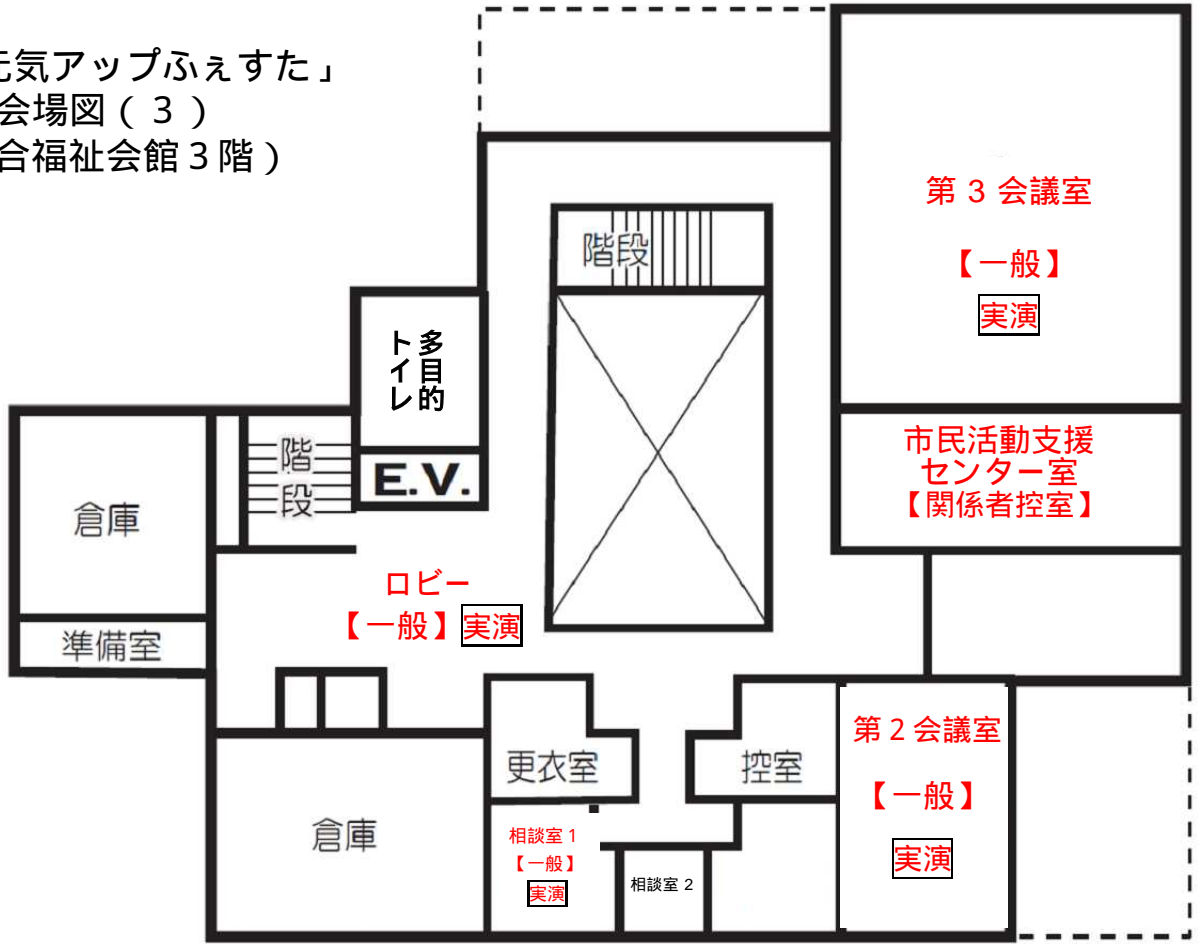 元気アップふぇすた」
会場図（３）
合福祉会館３階）
第３会議室
【一般】
実演
階段
多目的
トイレ
市民活動支援
センター室
【関係者控室】
階
段
E.V.
倉庫
ロビー
【一般】実演
準備室
第２会議室
【一般】
実演
更衣室
控室
倉庫
相談室１
【一般】
実演
相談室２